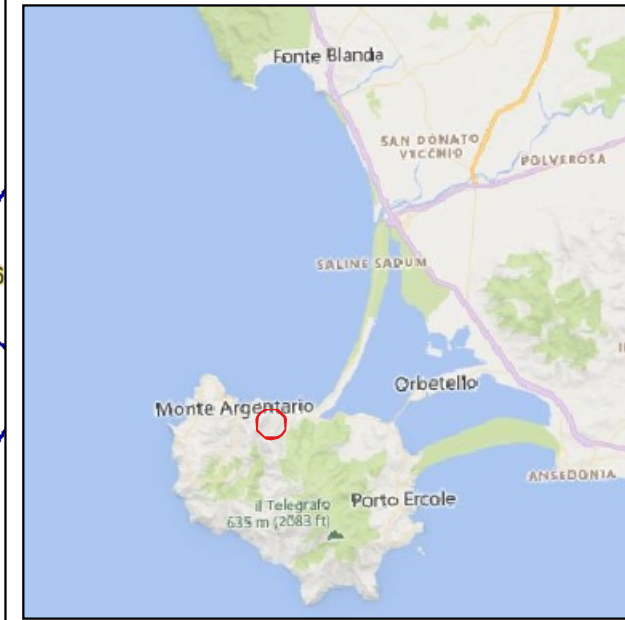 Fonte Blanda
SAN DONATO
VECCHIO
POLVEROSA
SALINE SADUM
Orbetello
Monte Argentario
ANSEDONIA
il Telegrafo
635 m (2083 ft)
Porto Ercole